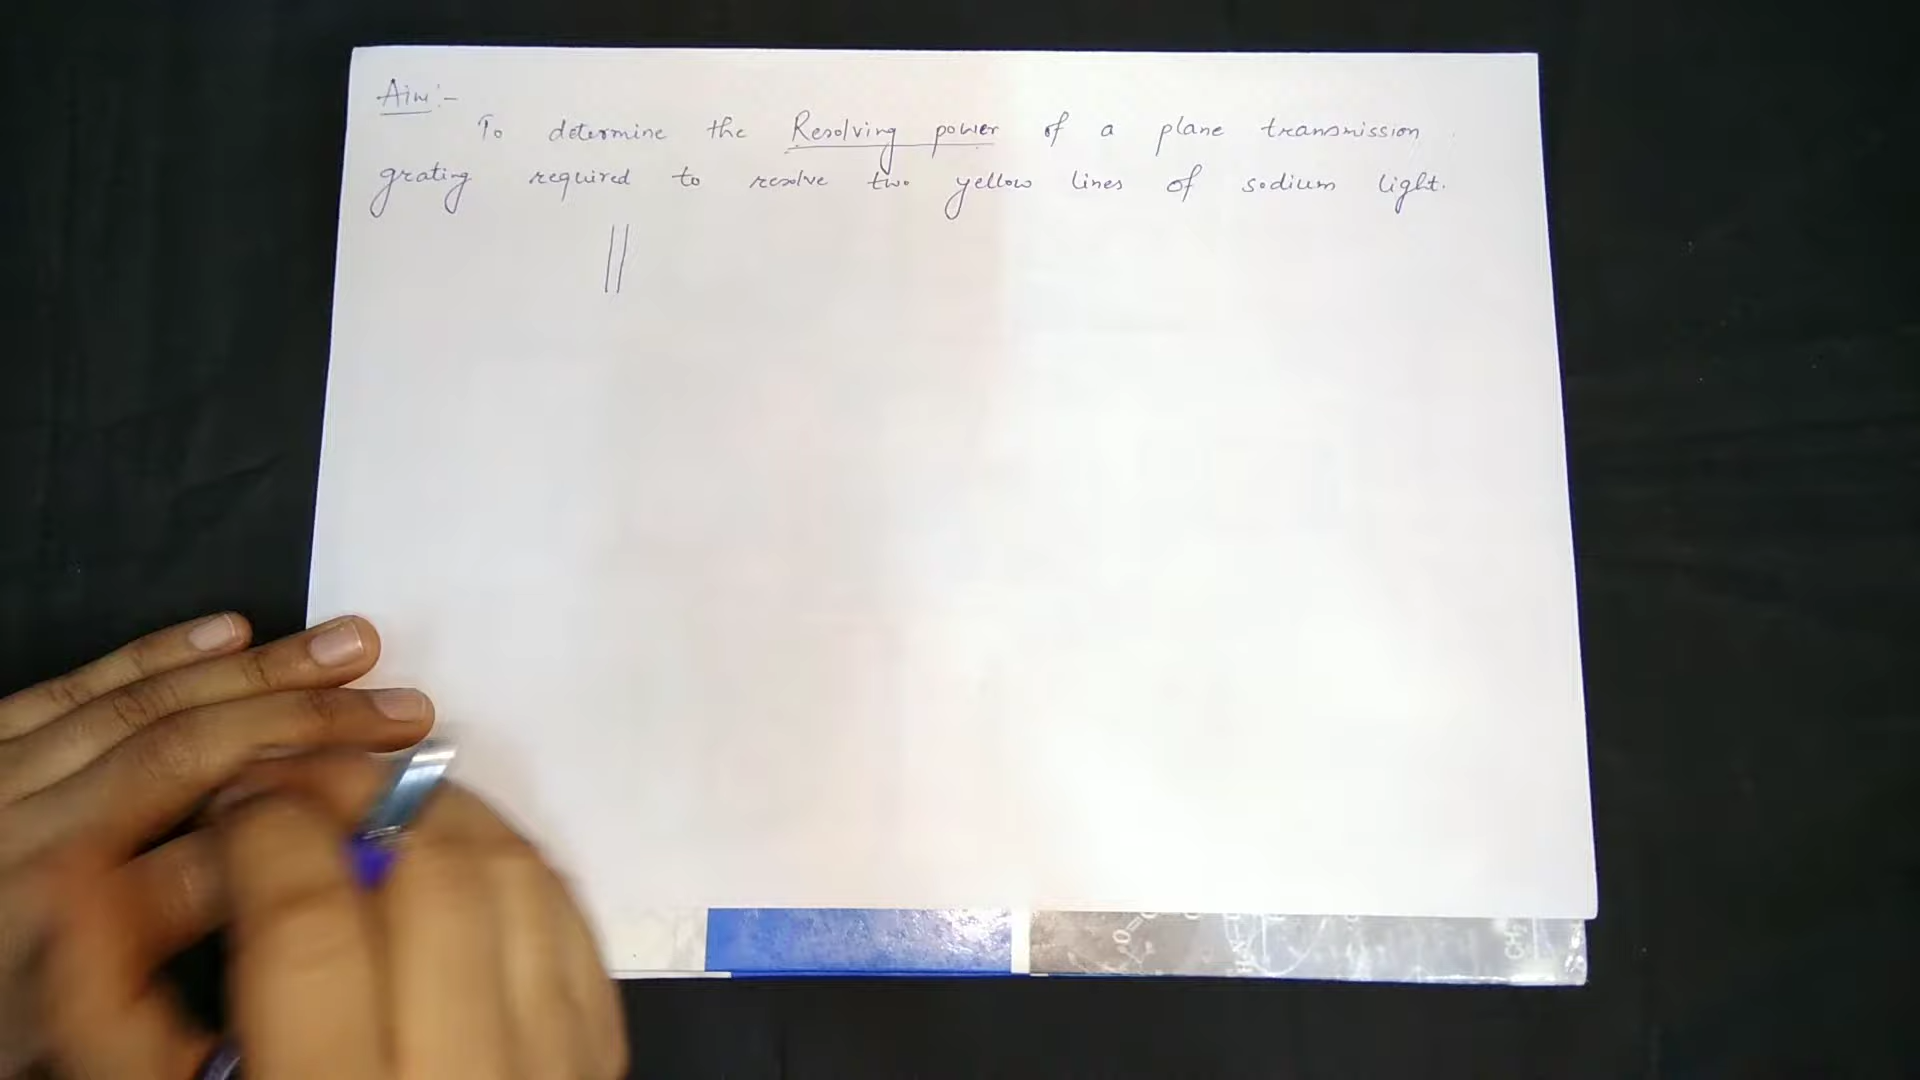 Aim:-
To determine the Resolving power of a plane transmission
grating required to resolve two yellow lines of sodium light.